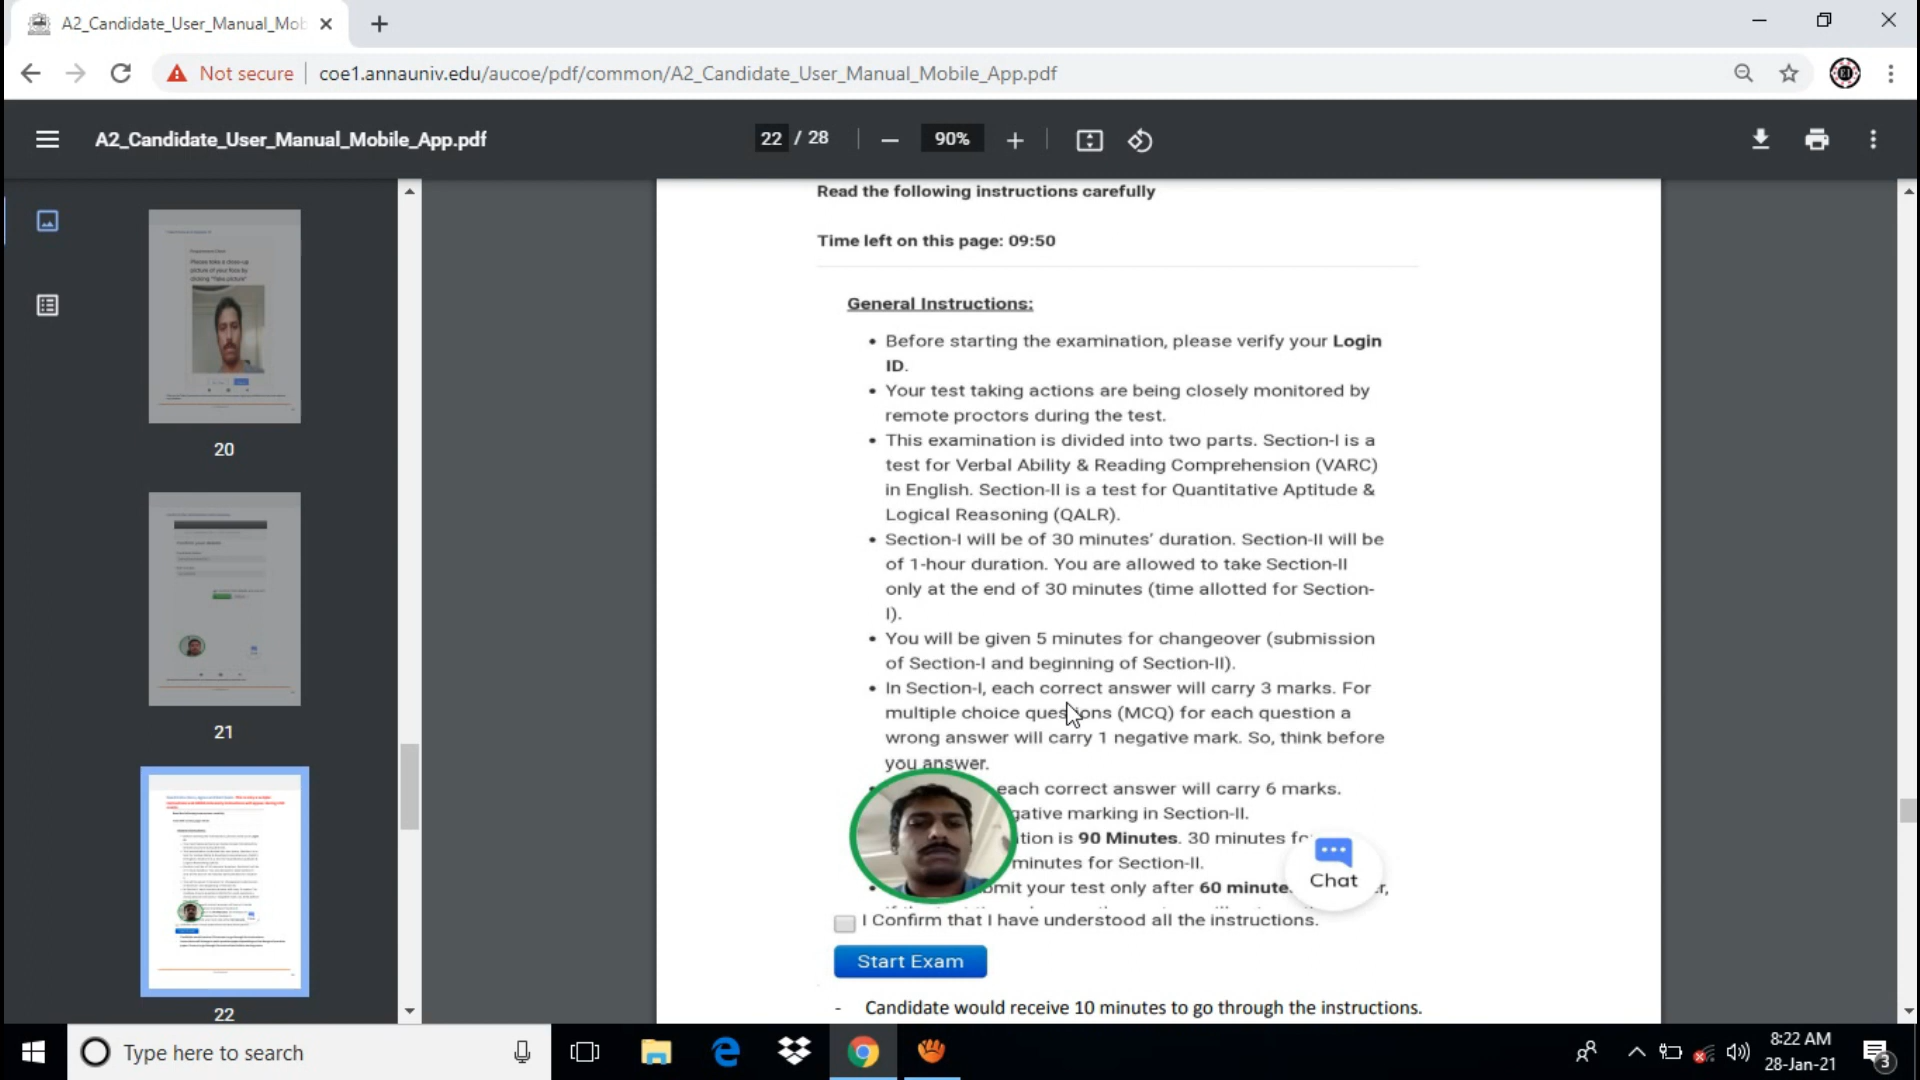 A2_Candidate_User_Manual_Mob
Not secure
coe1.annauniv.edu/aucoe/pdf/common/A2_Candidate_User_Manual_Mobile_App.pdf
A2_Candidate_User_Manual_Mobile_App.pdf
22 / 28
90%
20
21
22
Read the following instructions carefully
Time left on this page: 09:50
General Instructions:
• Before starting the examination, please verify your Login
ID.
• Your test taking actions are being closely monitored by
remote proctors during the test.
• This examination is divided into two parts. Section-I is a
test for Verbal Ability & Reading Comprehension (VARC)
in English. Section-II is a test for Quantitative Aptitude &
Logical Reasoning (QALR).
• Section-I will be of 30 minutes’ duration. Section-II will be
of 1-hour duration. You are allowed to take Section-II
only at the end of 30 minutes (time allotted for Section-
I).
• You will be given 5 minutes for changeover (submission
of Section-I and beginning of Section-II).
• In Section-I, each correct answer will carry 3 marks. For
multiple choice questions (MCQ) for each question a
wrong answer will carry 1 negative mark. So, think before
you answer.
each correct answer will carry 6 marks.
gative marking in Section-II.
tion is 90 Minutes. 30 minutes fo
minutes for Section-II.
• mit your test only after 60 minute
Chat
I Confirm that I have understood all the instructions.
Start Exam
- Candidate would receive 10 minutes to go through the instructions.
Type here to search
8:22 AM
28-Jan-21
3